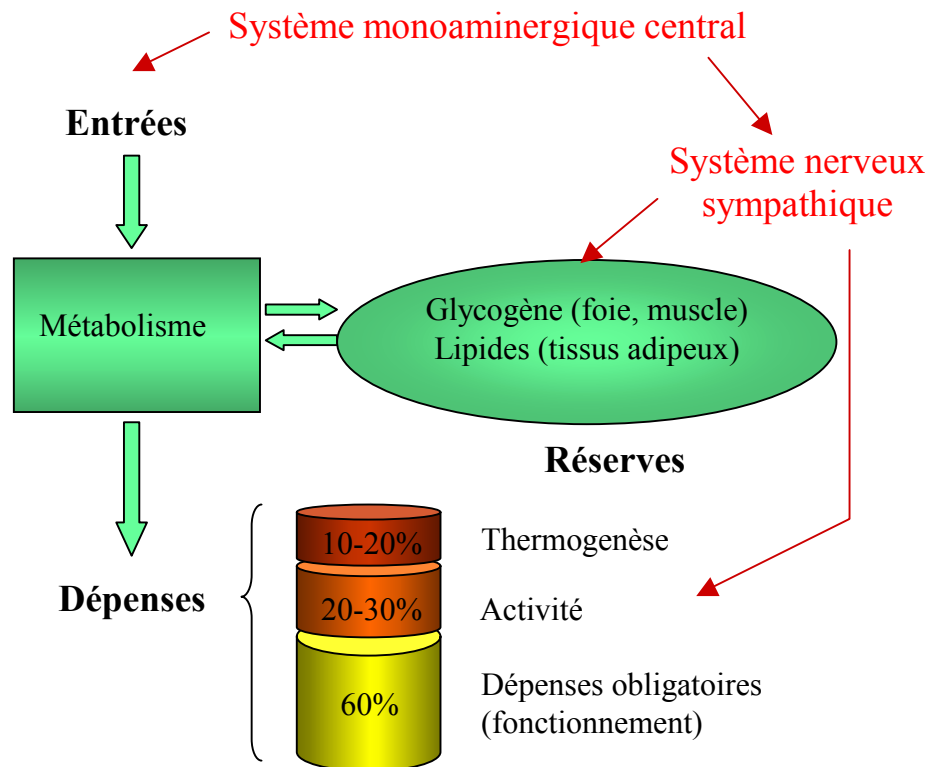 Système monoaminergique central
Entrées
Système nerveux
sympathique
Métabolisme
Glycogène (foie, muscle)
Lipides (tissus adipeux)
Réserves
10-20%
Thermogenèse
Dépenses
20-30%
Activité
60%
Dépenses obligatoires
(fonctionnement)